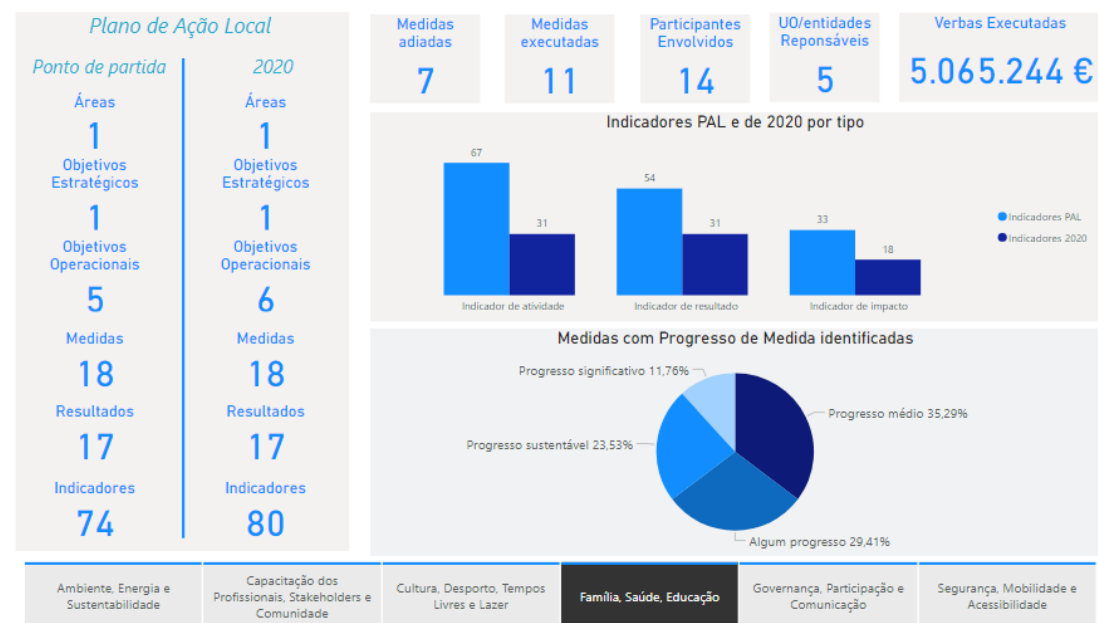 Plano de Ação Local
Ponto de partida
2020
Áreas
1
Objetivos
Estratégicos
1
Objetivos
Operacionais
5
Medidas
18
Resultados
17
Indicadores
74
Áreas
1
Objetivos
Estratégicos
1
Objetivos
Operacionais
6
Medidas
18
Resultados
17
Indicadores
80
Medidas
adiadas
7
Medidas
executadas
11
Participantes
Envolvidos
14
UO/entidades
Reponsáveis
5
Verbas Executadas
5.065.244 €
Indicadores PAL e de 2020 por tipo
67
31
54
31
33
18
Indicador de atividade
Indicador de resultado
Indicador de impacto
Indicadores PAL
Indicadores 2020
Medidas com Progresso de Medida identificadas
Progresso significativo 11,76%
Progresso médio 35,29%
Progresso sustentável 23,53%
Algum progresso 29,41%
Ambiente, Energia e
Sustentabilidade
Capacitação dos
Profissionais, Stakeholders e
Comunidade
Cultura, Desporto, Tempos
Livres e Lazer
Família, Saúde, Educação
Governança, Participação e
Comunicação
Segurança, Mobilidade e
Acessibilidade